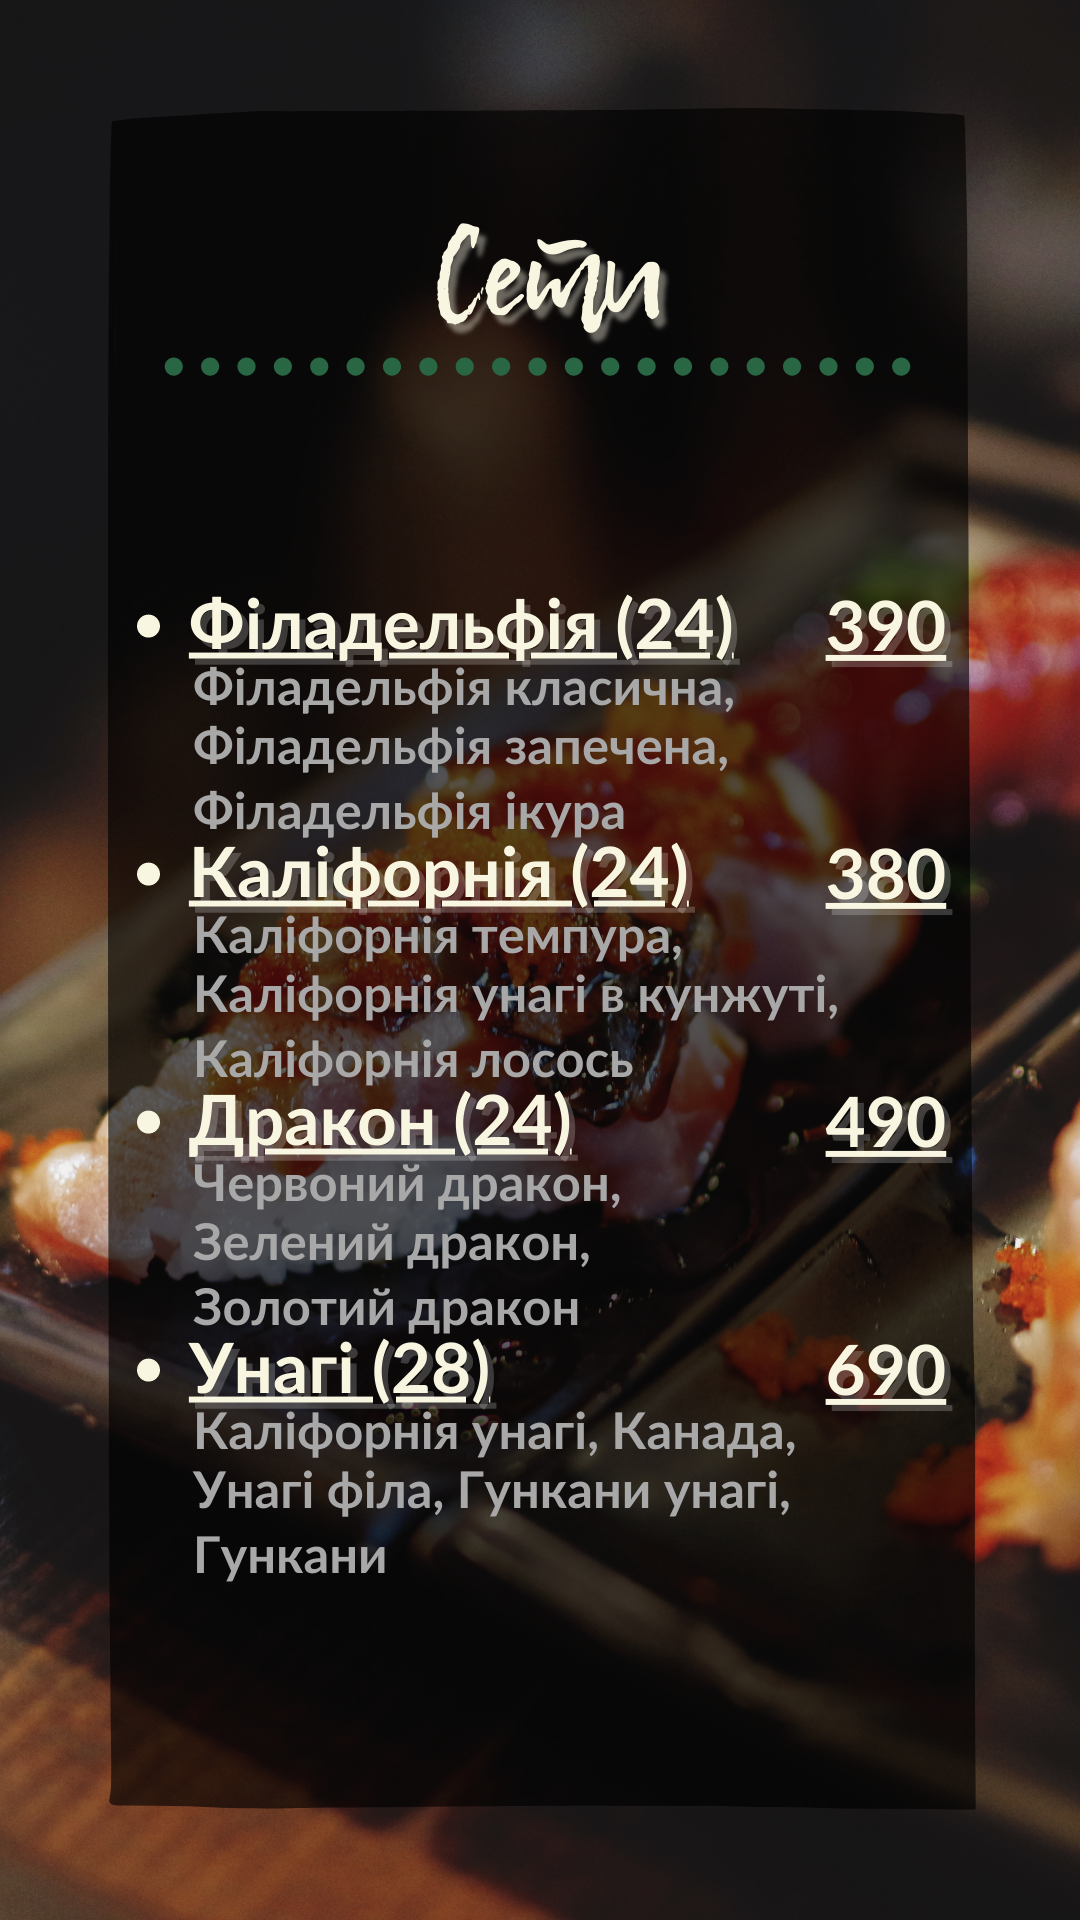 Сети
• Філадельфія (24) 390
Філадельфія класична,
Філадельфія запечена,
Філадельфія ікура
• Каліфорнія (24) 380
Каліфорнія темпура,
Каліфорнія унагі в кунжуті,
Каліфорнія лосось
• Дракон (24) 490
Червоний дракон,
Зелений дракон,
Золотий дракон
• Унагі (28) 690
Каліфорнія унагі, Канада,
Унагі філа, Гункани унагі,
Гункани